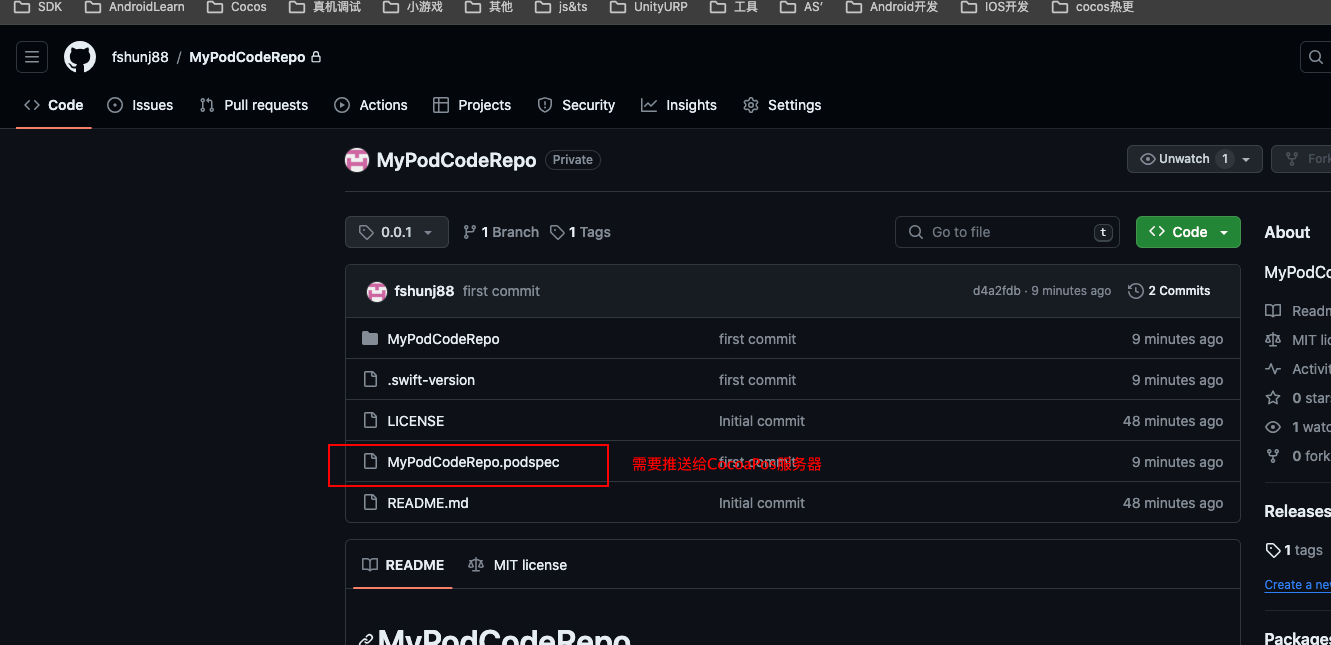 SDK AndroidLearn Cocos 真机调试 小游戏 其他 js&ts UnityURP 工具 AS’ Android开发 IOS开发 cocos热更
fshunj88 / MyPodCodeRepo
Code Issues Pull requests Actions Projects Security Insights Settings
MyPodCodeRepo Private Unwatch 1 Fork
0.0.1 1 Branch 1 Tags Go to file t Code About
MyPodCo
fshunj88 first commit d4a2fdb · 9 minutes ago 2 Commits
Readm
MyPodCodeRepo first commit 9 minutes ago
MIT lic
Activit
.swift-version first commit 9 minutes ago
0 stars
LICENSE Initial commit 48 minutes ago
1 watc
0 fork
MyPodCodeRepo.podspec first commit 9 minutes ago
需要推送给CocoaPos服务器
README.md Initial commit 48 minutes ago
Releases
1 tags
README MIT license
Create a new
MyPodCodeRepo
Packages